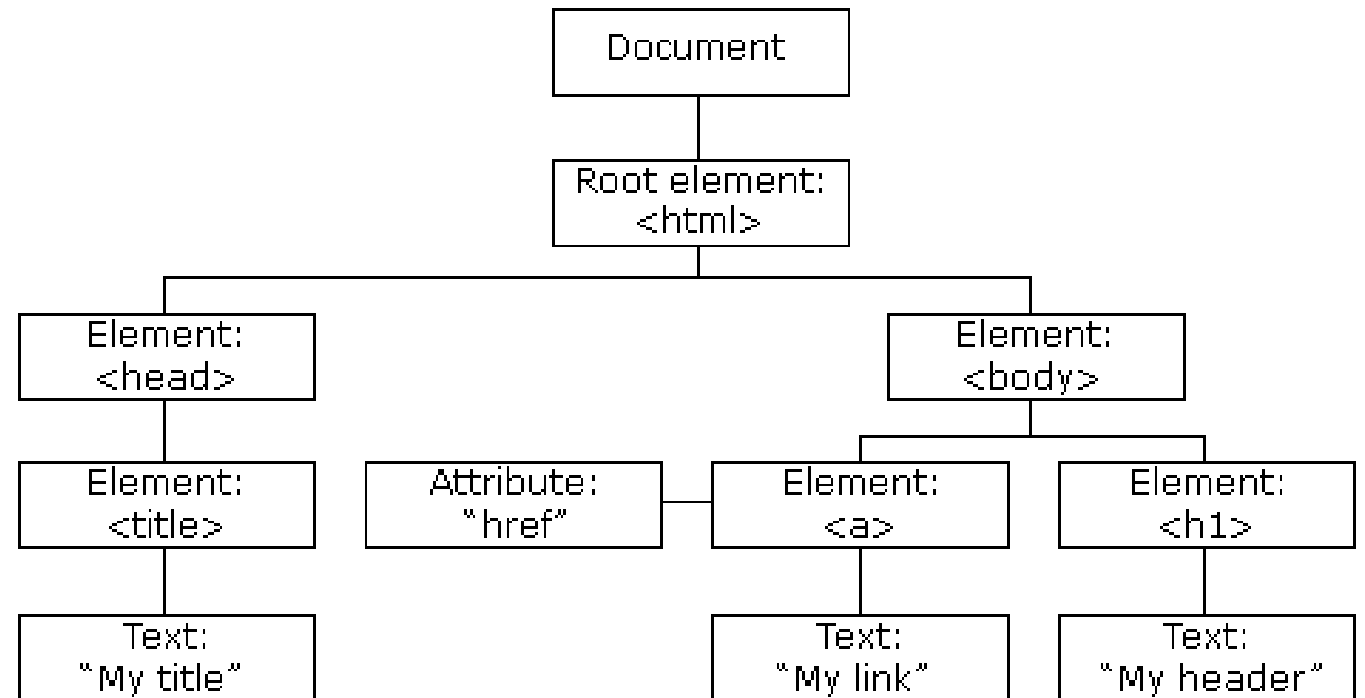 Document
Root element:
<html>
Element:
<head>
Element:
<body>
Element:
<title>
Attribute:
“href”
Element:
<a>
Element:
<h1>
Text:
“My title”
Text:
“My link”
Text:
“My header”